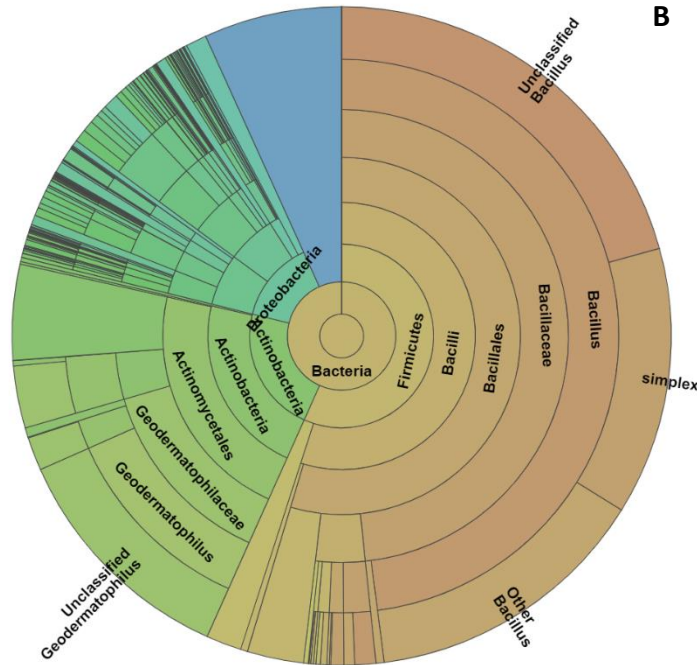 B
Unclassified
Bacillus
Proteobacteria
Actinobacteria
Actinobacteria
Actinomycetales
Geodermatophilaceae
Geodermatophilus
Unclassified
Geodermatophilus
Bacteria
Firmicutes
Bacilli
Bacillales
Bacillaceae
Bacillus
simplex
Other
Bacillus